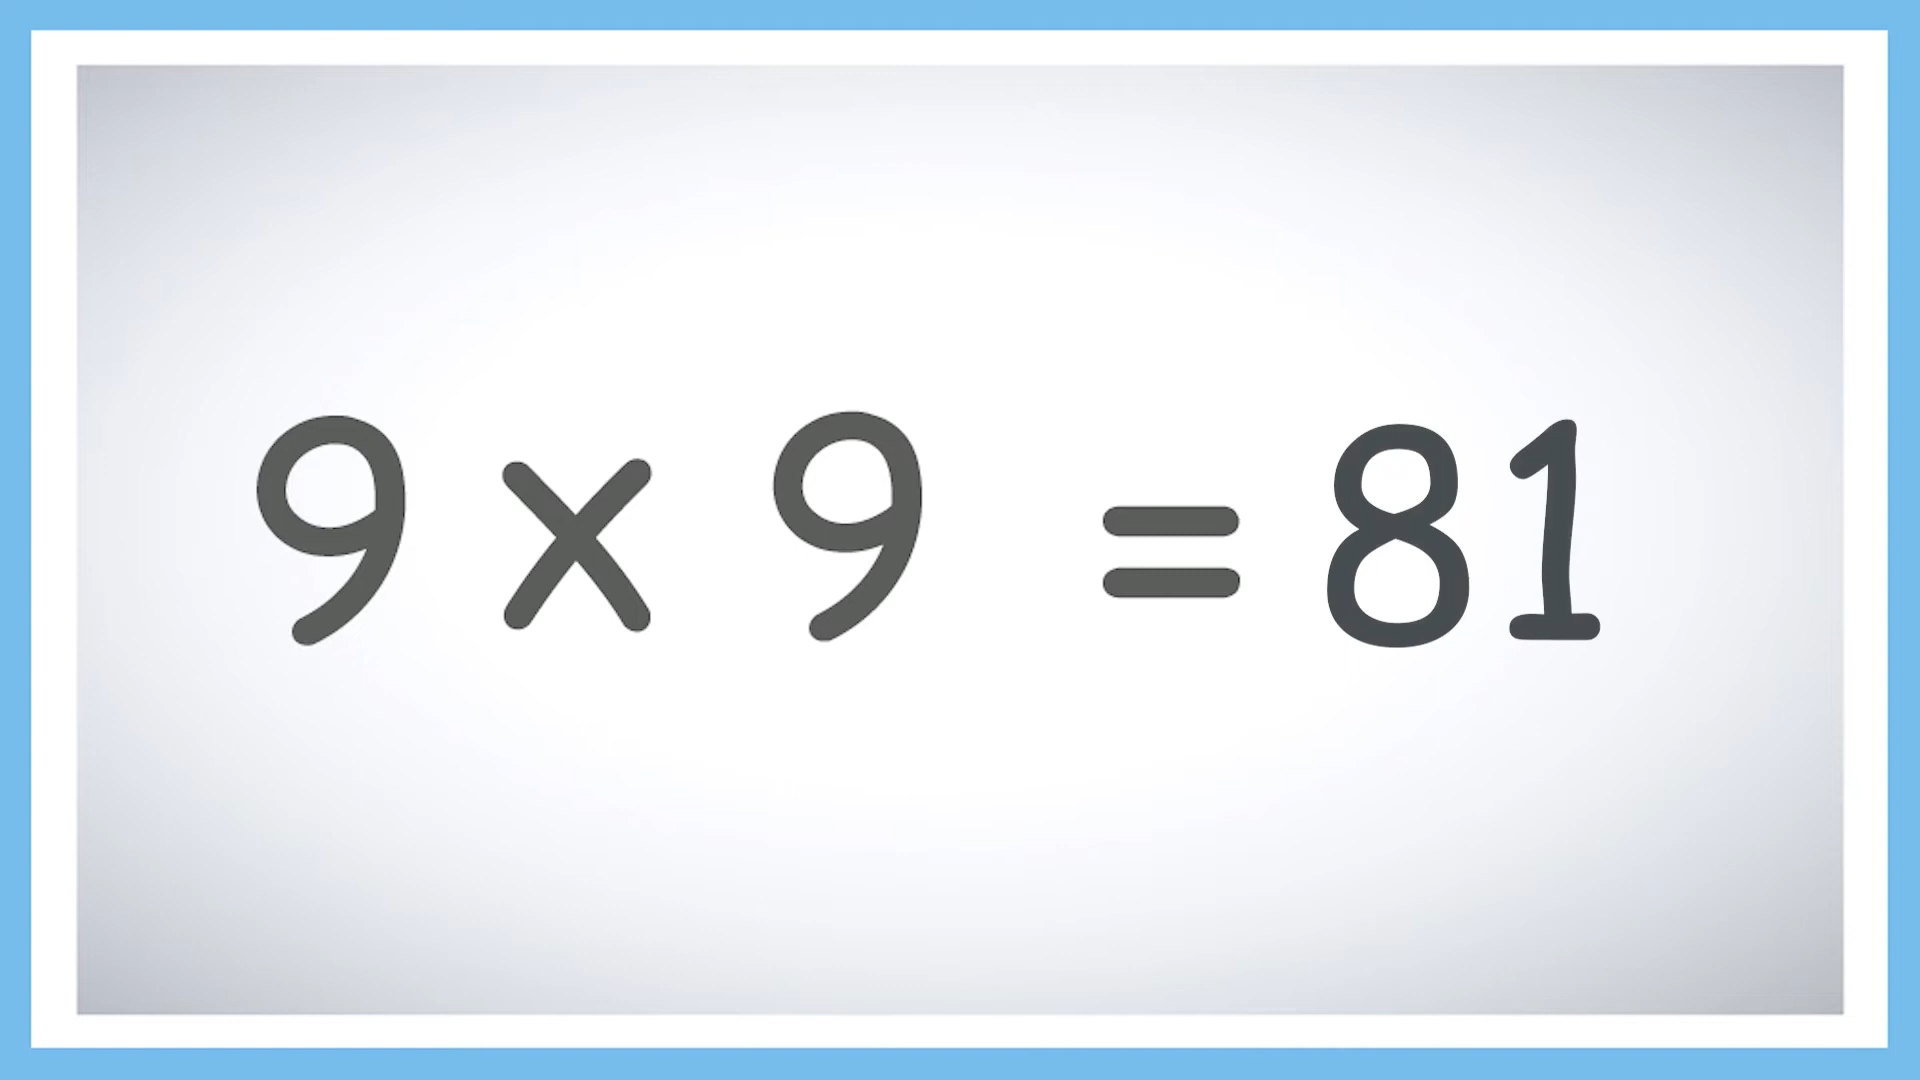 9 x 9 = 81